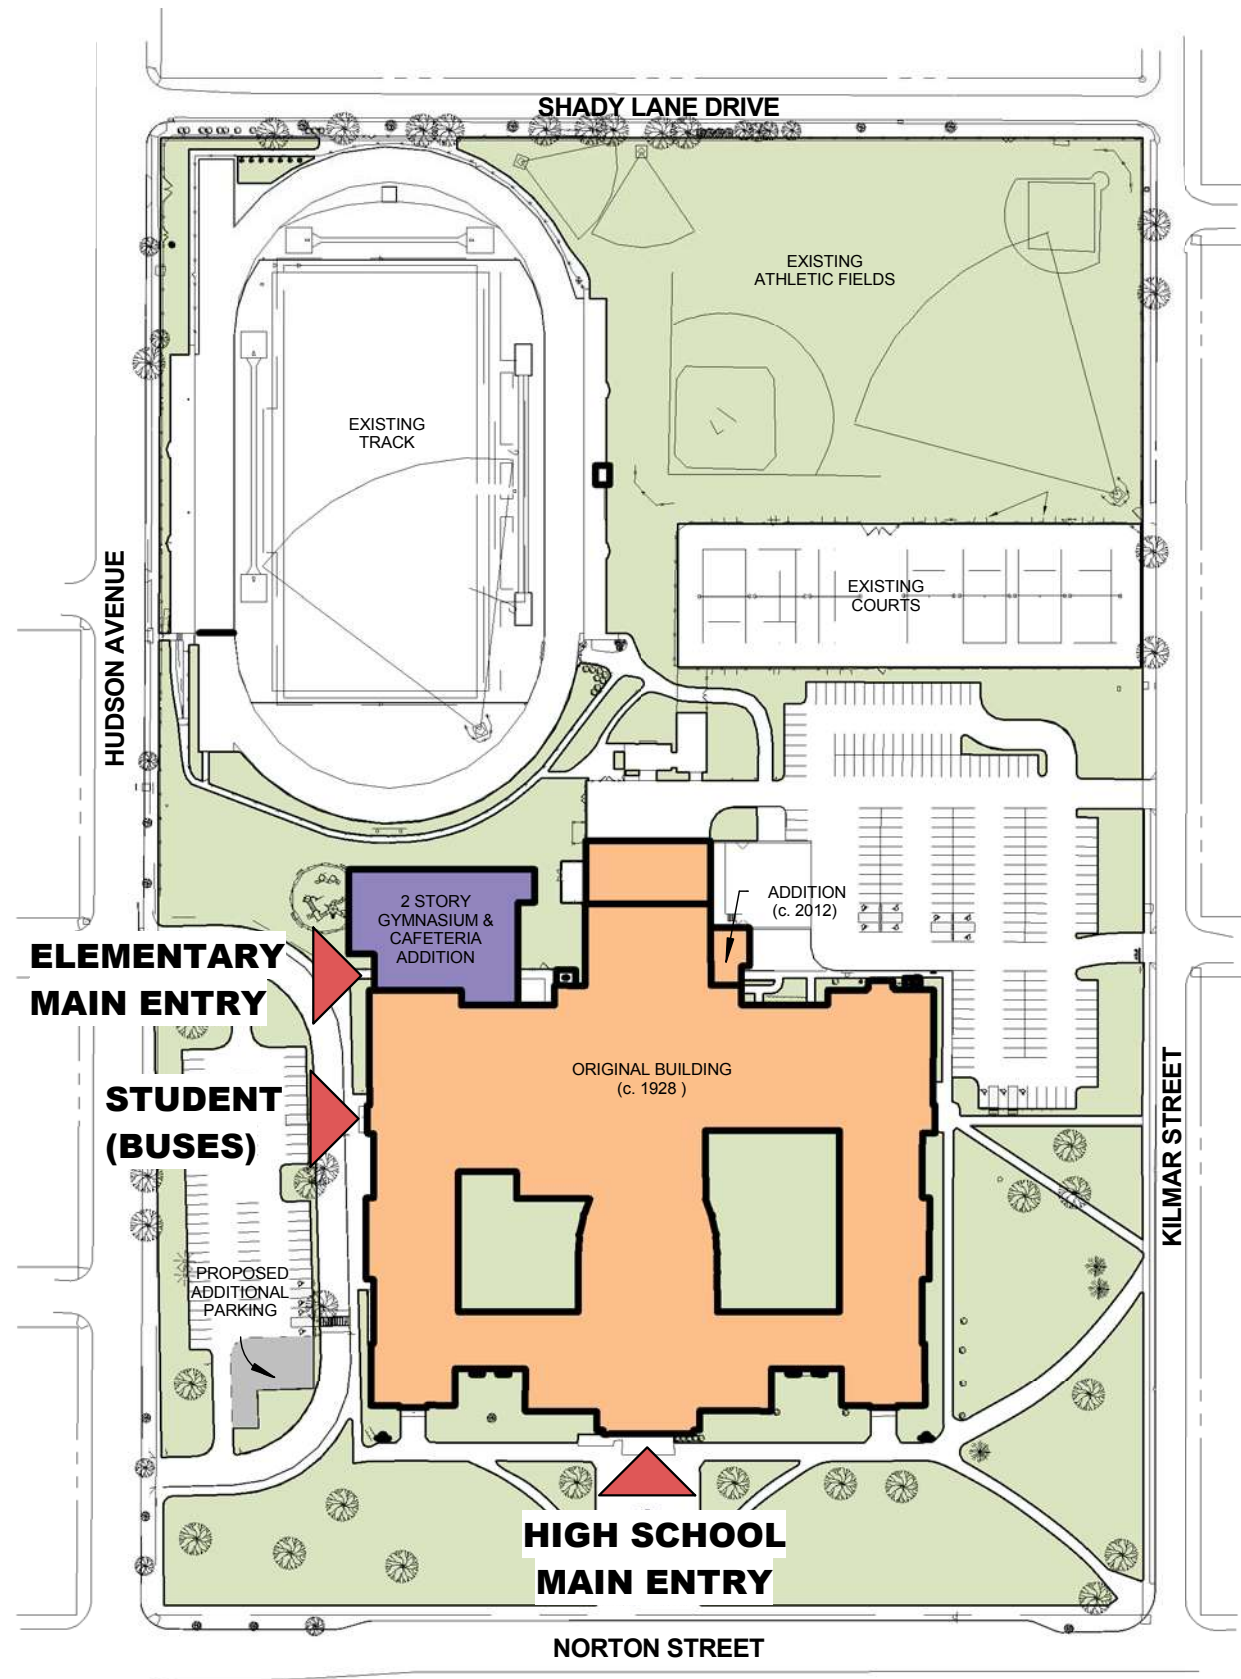 SHADY LANE DRIVE
EXISTING
ATHLETIC FIELDS
EXISTING
TRACK
EXISTING
COURTS
HUDSON AVENUE
2 STORY
GYMNASIUM &
CAFETERIA
ADDITION
ADDITION
(c. 2012)
ELEMENTARY
MAIN ENTRY
ORIGINAL BUILDING
(c. 1928 )
STUDENT
(BUSES)
KILMAR STREET
PROPOSED
ADDITIONAL
PARKING
HIGH SCHOOL
MAIN ENTRY
NORTON STREET